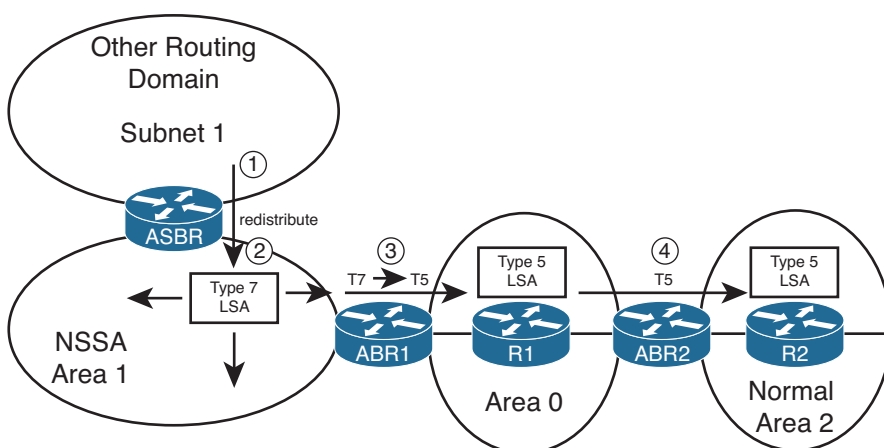 Other Routing
Domain
Subnet 1
1
redistribute
ASBR
2
Type 7
LSA
NSSA
Area 1
3
T7 T5
ABR1
Type 5
LSA
R1
Area 0
4
T5
ABR2
Type 5
LSA
R2
Normal
Area 2